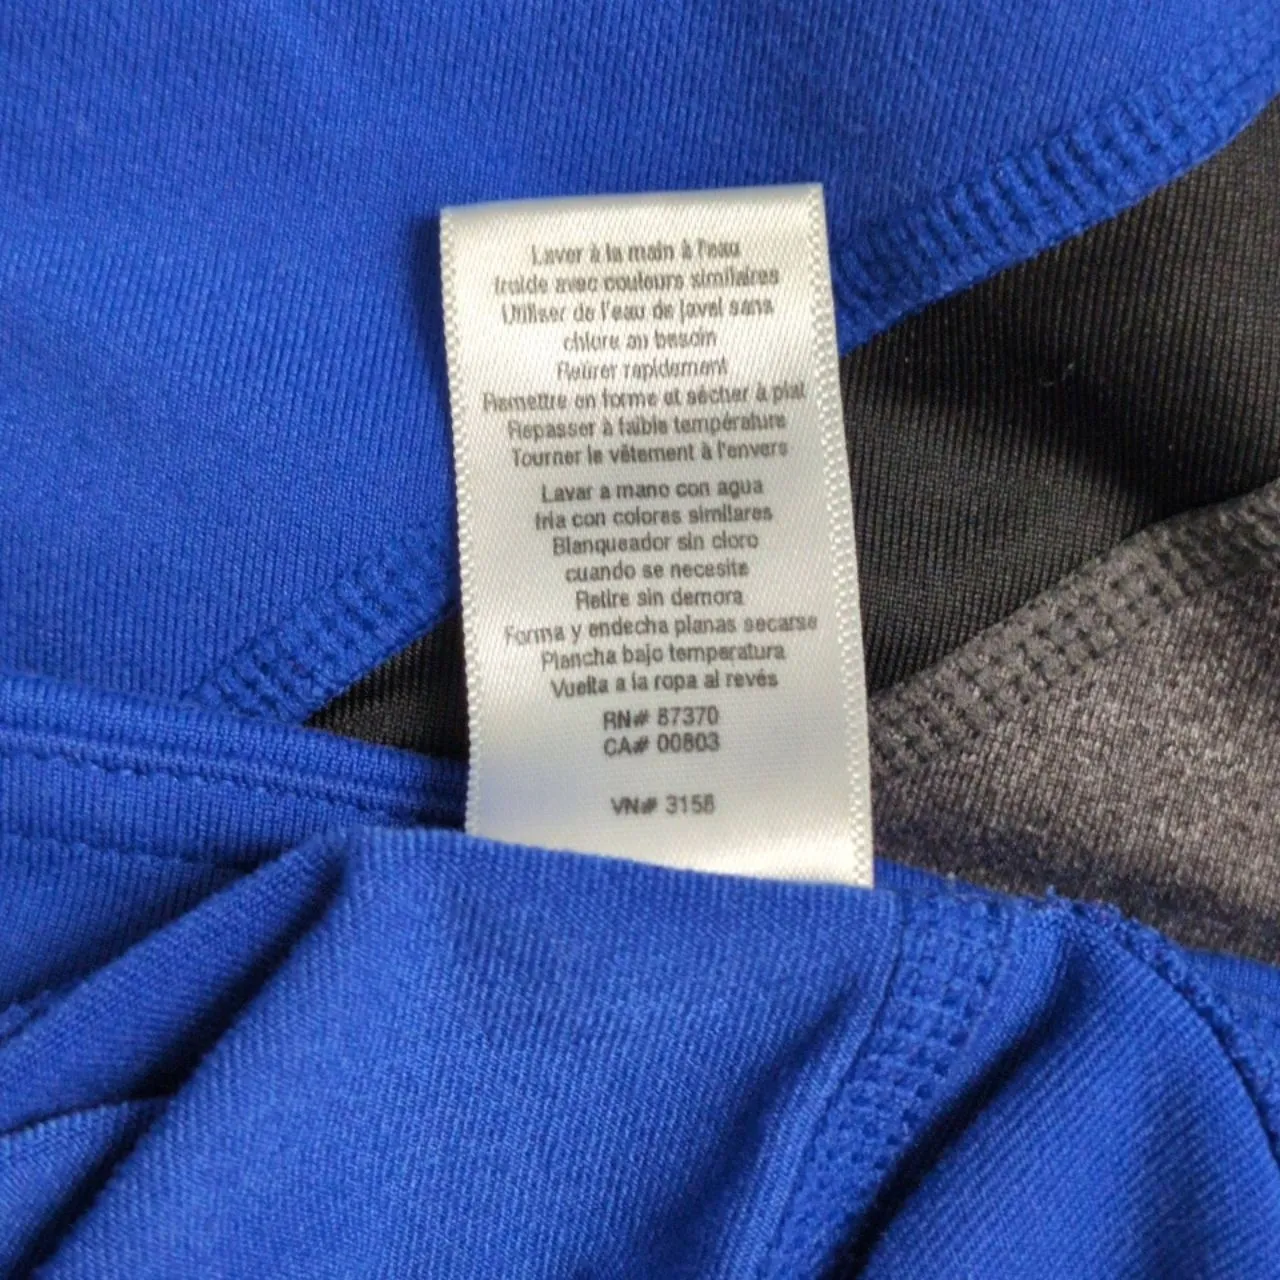 Laver à la main à l'eau
froide avec couleurs similaires
Utiliser de l'eau de javel sans
chlore au besoin
Retirer rapidement
Remettre en forme et sécher à plat
Repasser à faible température
Tourner le vêtement à l'envers
Lavar a mano con agua
fria con colores similares
Blanqueador sin cloro
cuando se necesite
Retire sin demora
Forma y endecha planas secarse
Plancha bajo temperatura
Vuelta a la ropa al revés
RN# 87370
CA# 00803
VN# 3158